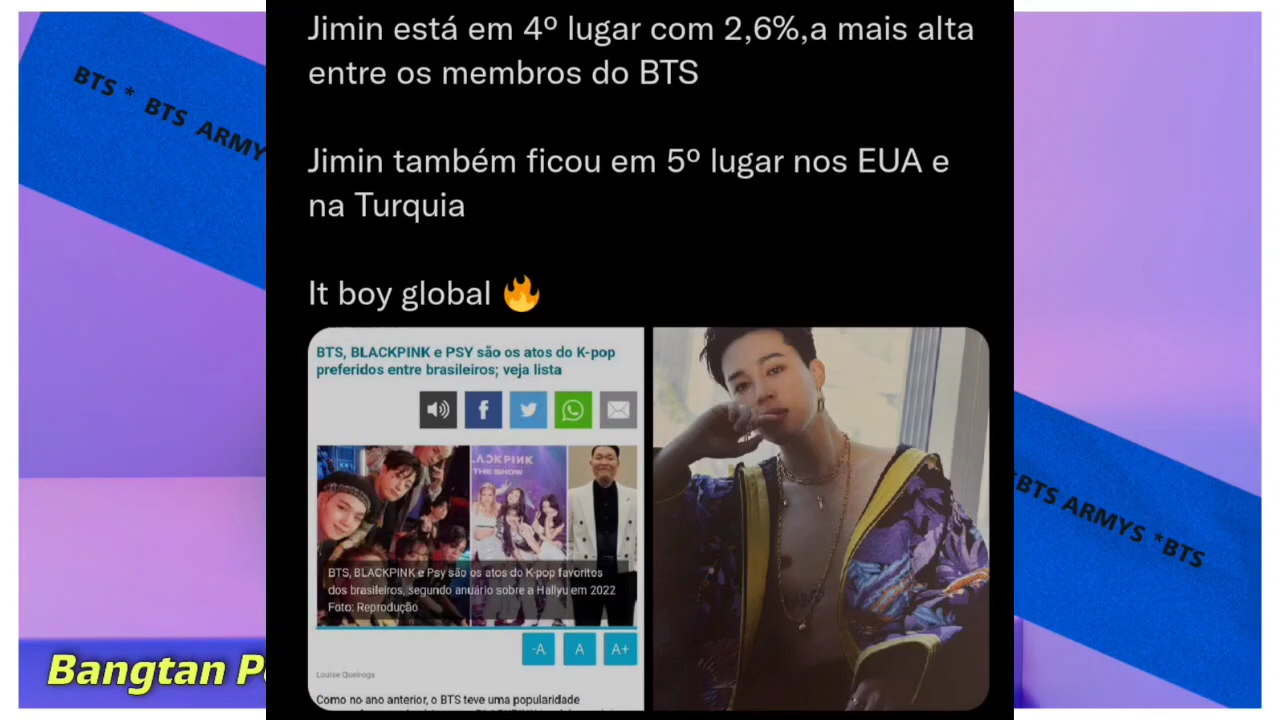 BTS * BTS ARMY
Jimin está em 4º lugar com 2,6%,a mais alta
entre os membros do BTS
Jimin também ficou em 5º lugar nos EUA e
na Turquia
It boy global 🔥
BTS, BLACKPINK e PSY são os atos do K-pop
preferidos entre brasileiros; veja lista
THE SHOW
BTS, BLACKPINK e Psy são os atos do K-pop favoritos
dos brasileiros, segundo anuário sobre a Hallyu em 2022
Foto: Reprodução
-A A A+
Louise Queiroga
Como no ano anterior, o BTS teve uma popularidade
*BTS ARMYS *BTS
Bangtan P